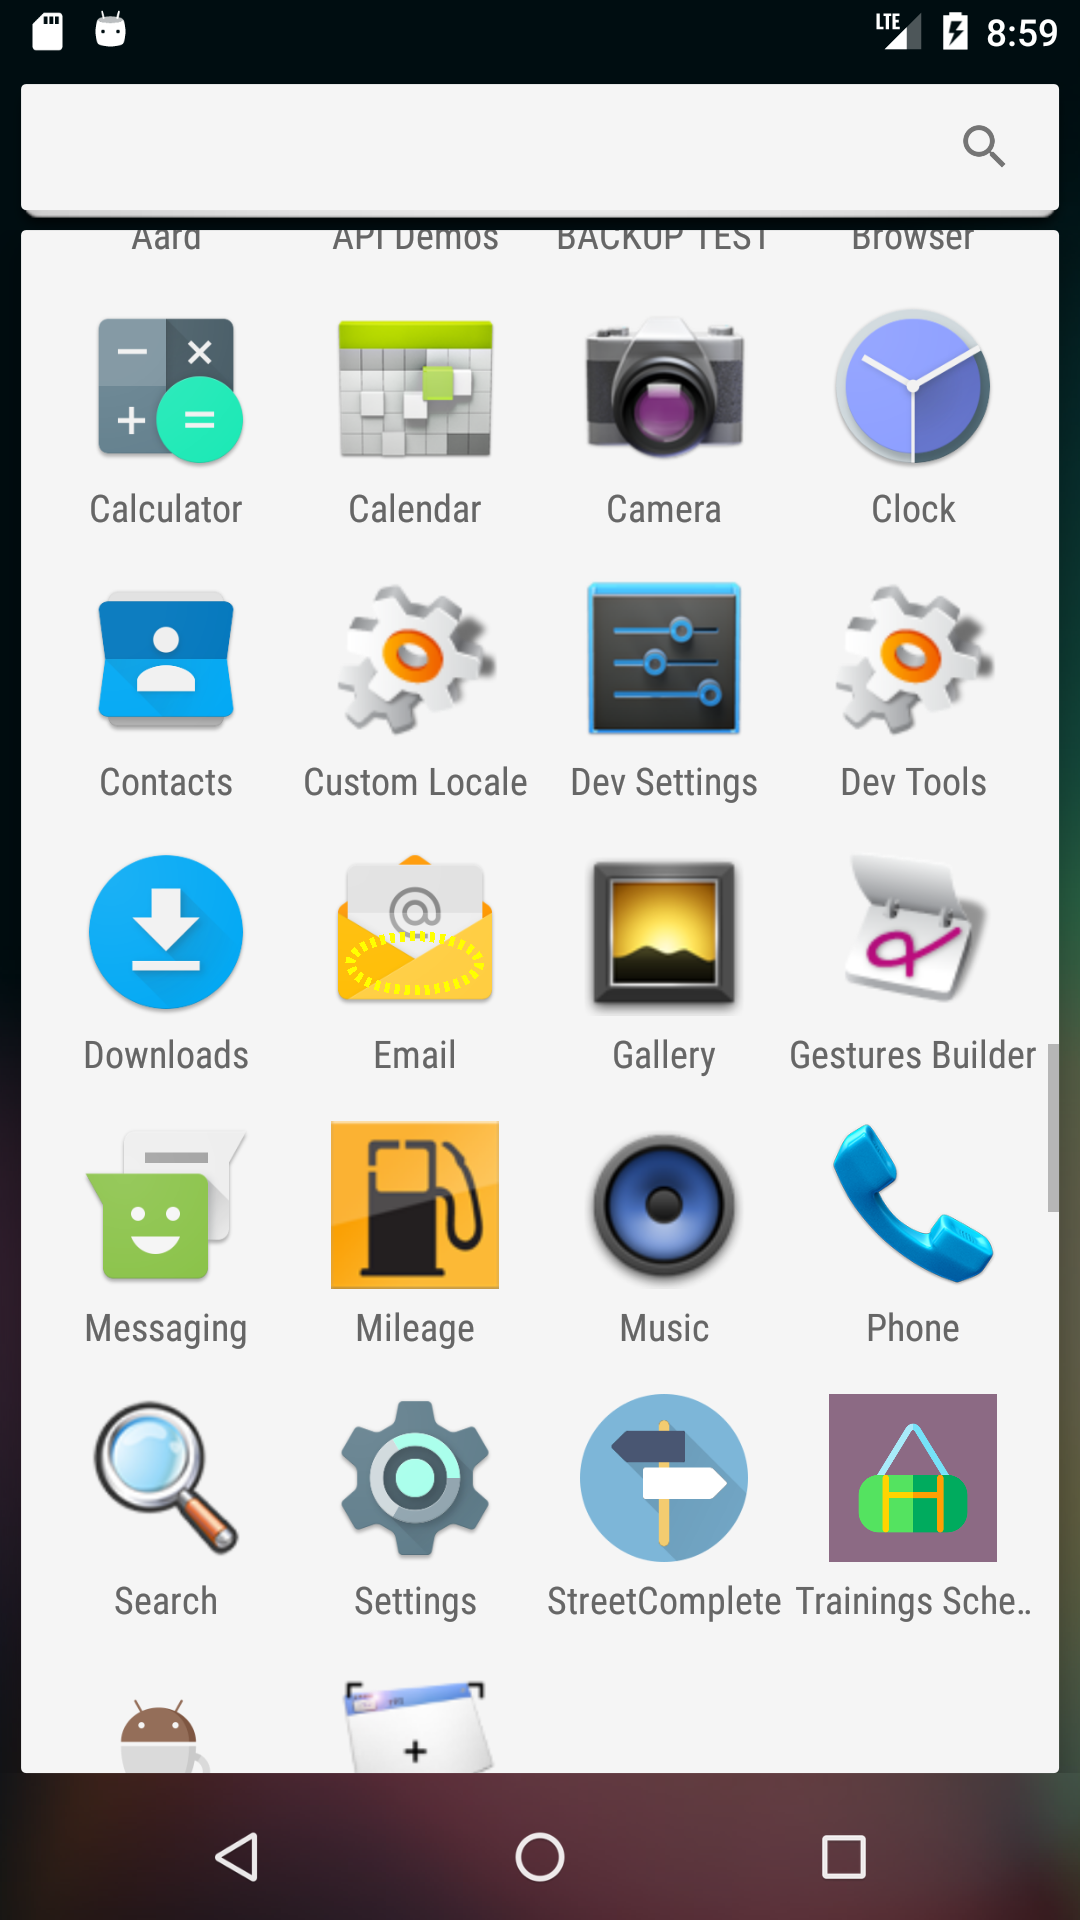 LTE 8:59
Aard API Demos BACKUP TEST Browser
Calculator Calendar Camera Clock
Contacts Custom Locale Dev Settings Dev Tools
Downloads Email Gallery Gestures Builder
Messaging Mileage Music Phone
Search Settings StreetComplete Trainings Sche..